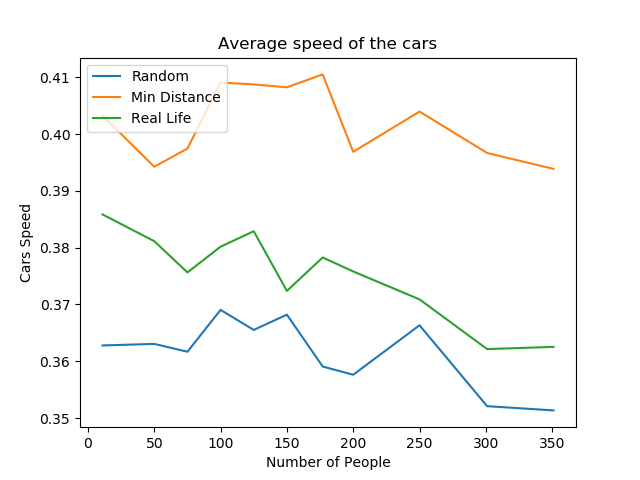 Average speed of the cars
Random
Min Distance
Real Life
0.41
0.40
0.39
0.38
0.37
0.36
0.35
Cars Speed
0 50 100 150 200 250 300 350
Number of People